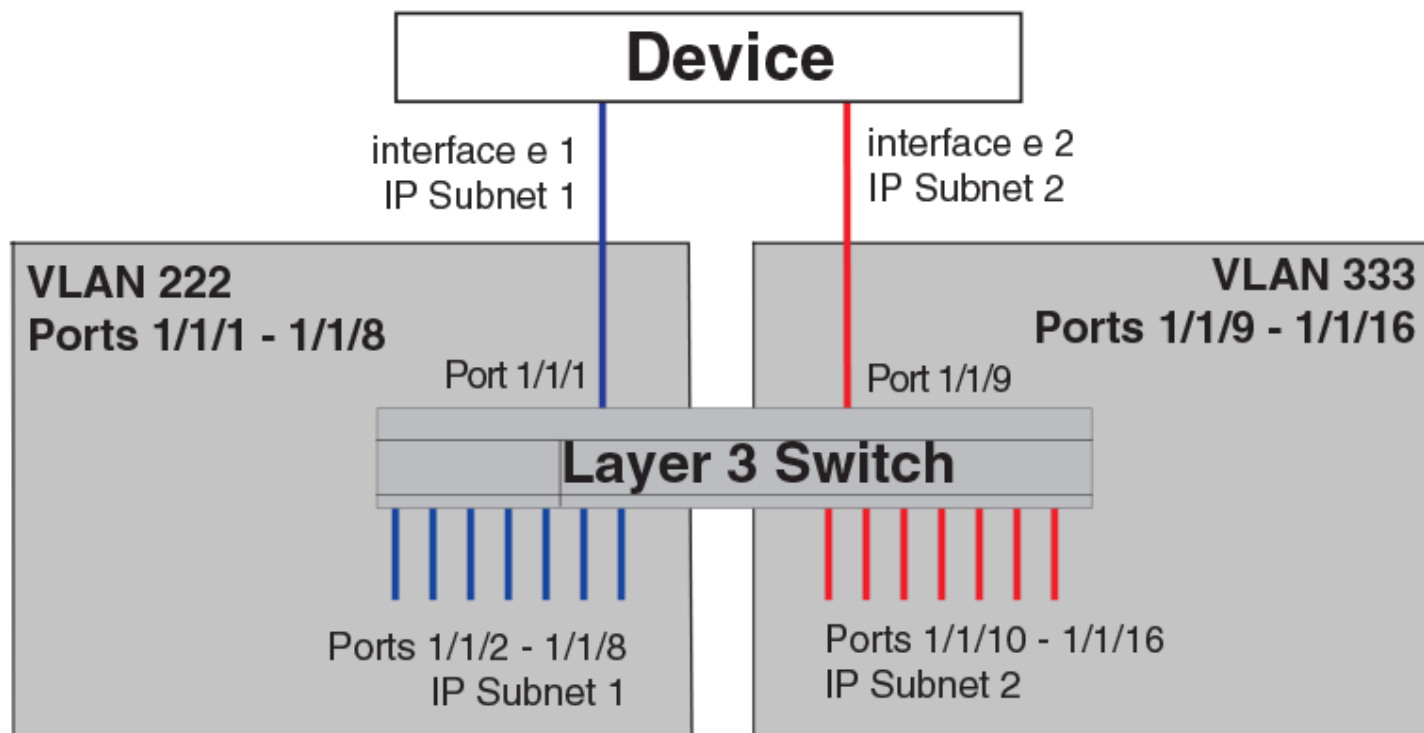 Device
interface e 1
IP Subnet 1
interface e 2
IP Subnet 2
VLAN 222
Ports 1/1/1 - 1/1/8
VLAN 333
Ports 1/1/9 - 1/1/16
Port 1/1/1
Port 1/1/9
Layer 3 Switch
Ports 1/1/2 - 1/1/8
IP Subnet 1
Ports 1/1/10 - 1/1/16
IP Subnet 2